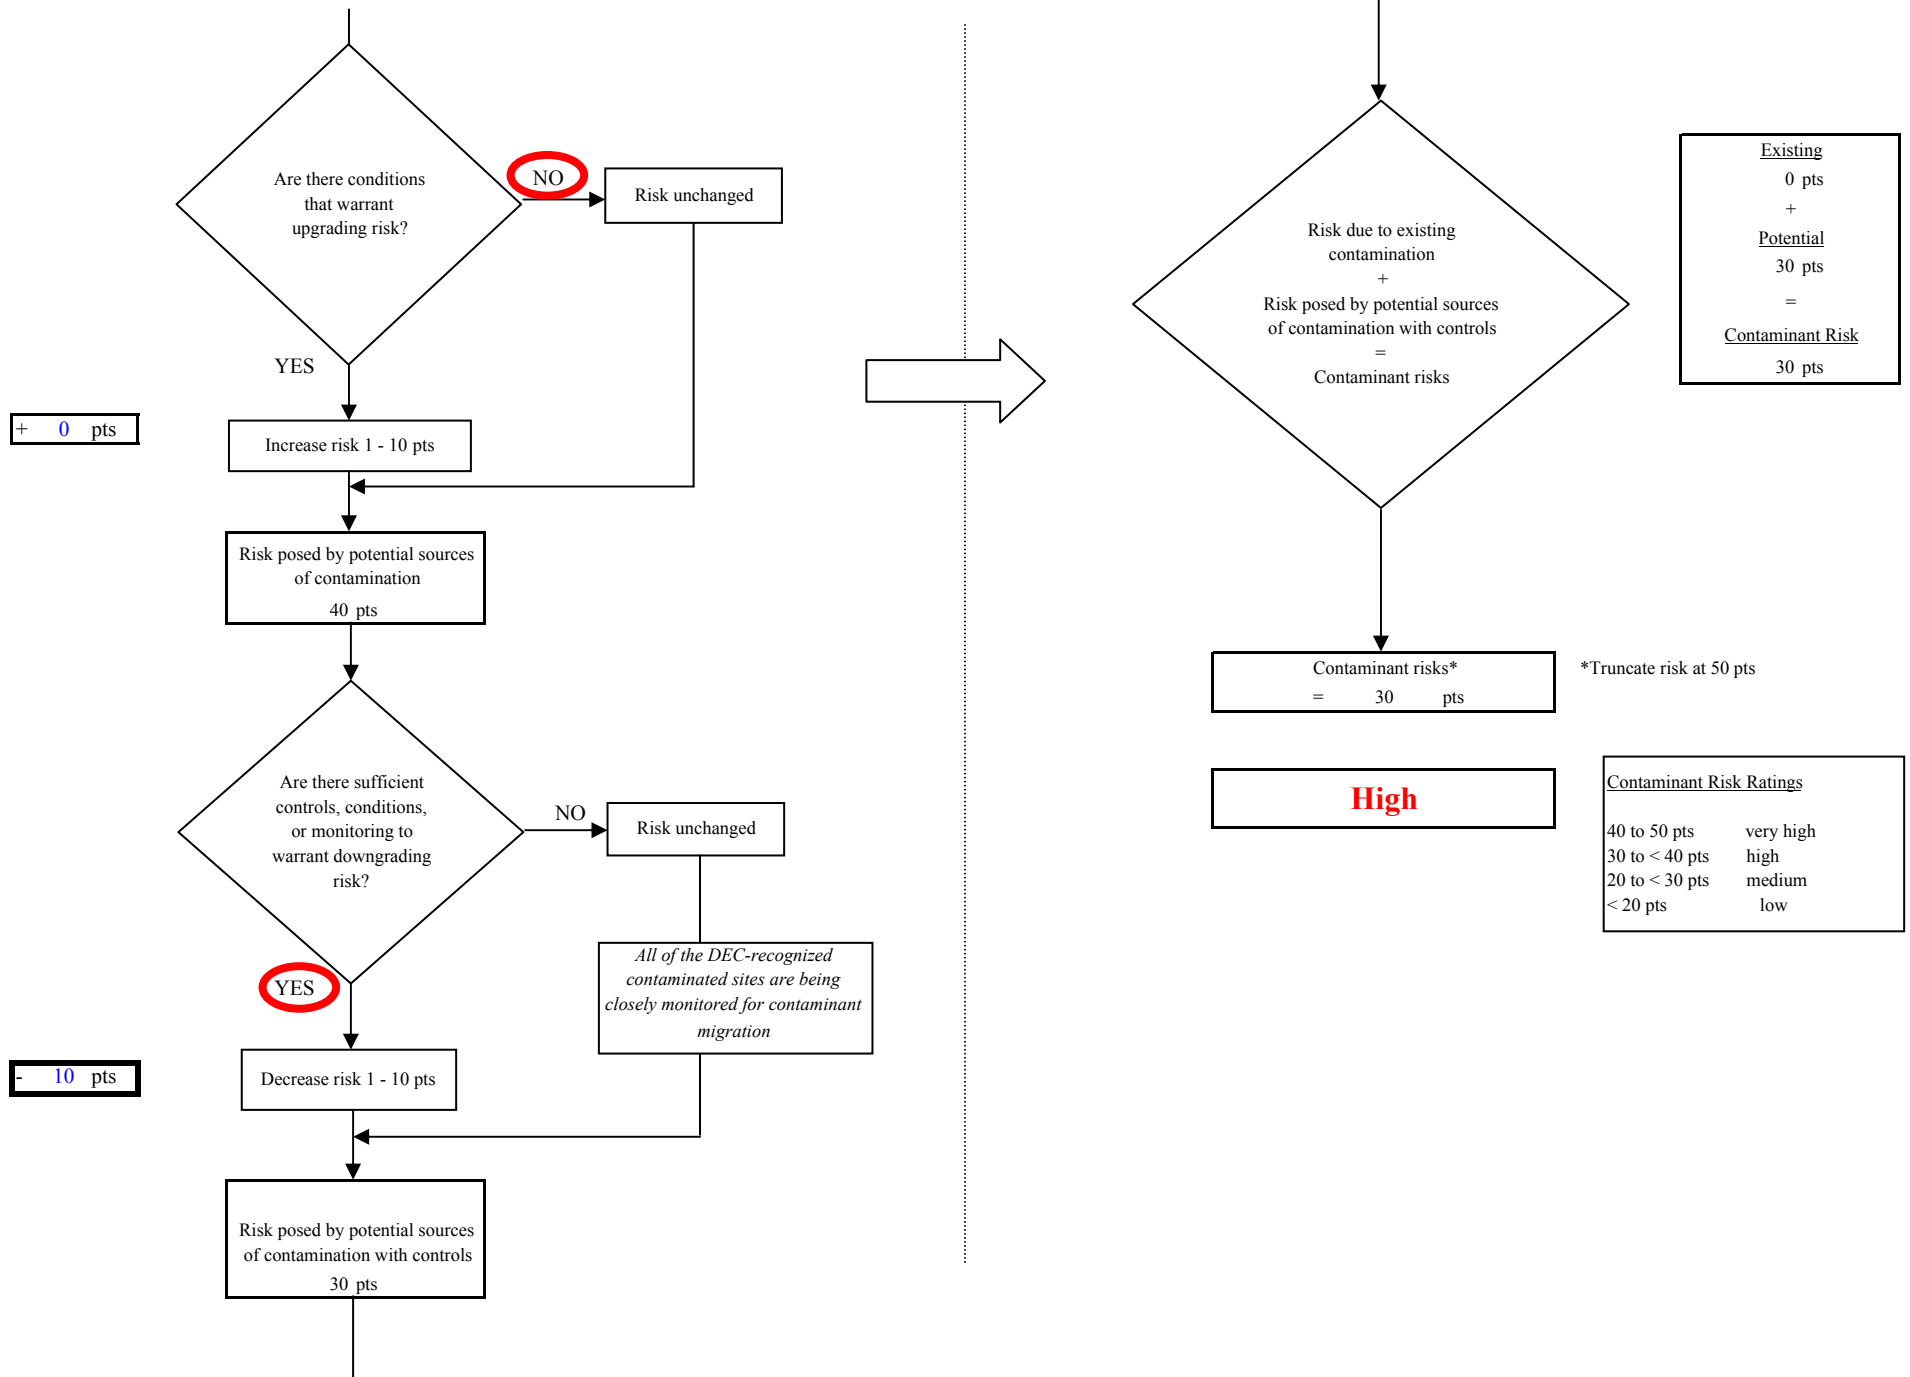 Are there conditions
that warrant
upgrading risk?
NO
Risk unchanged
YES
+ 0 pts
Increase risk 1 - 10 pts
Risk posed by potential sources
of contamination
40 pts
Are there sufficient
controls, conditions,
or monitoring to
warrant downgrading
risk?
NO
Risk unchanged
All of the DEC-recognized
contaminated sites are being
closely monitored for contaminant
migration
YES
- 10 pts
Decrease risk 1 - 10 pts
Risk posed by potential sources
of contamination with controls
30 pts
Risk due to existing
contamination
+
Risk posed by potential sources
of contamination with controls
=
Contaminant risks
Existing
0 pts
+
Potential
30 pts
=
Contaminant Risk
30 pts
Contaminant risks*
= 30 pts
*Truncate risk at 50 pts
High
Contaminant Risk Ratings
40 to 50 pts very high
30 to < 40 pts high
20 to < 30 pts medium
< 20 pts low